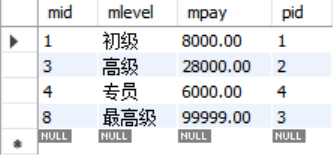 mid mlevel mpay pid
1 初级 8000.00 1
3 高级 28000.00 2
4 专员 6000.00 4
8 最高级 99999.00 3
NULL NULL NULL NULL